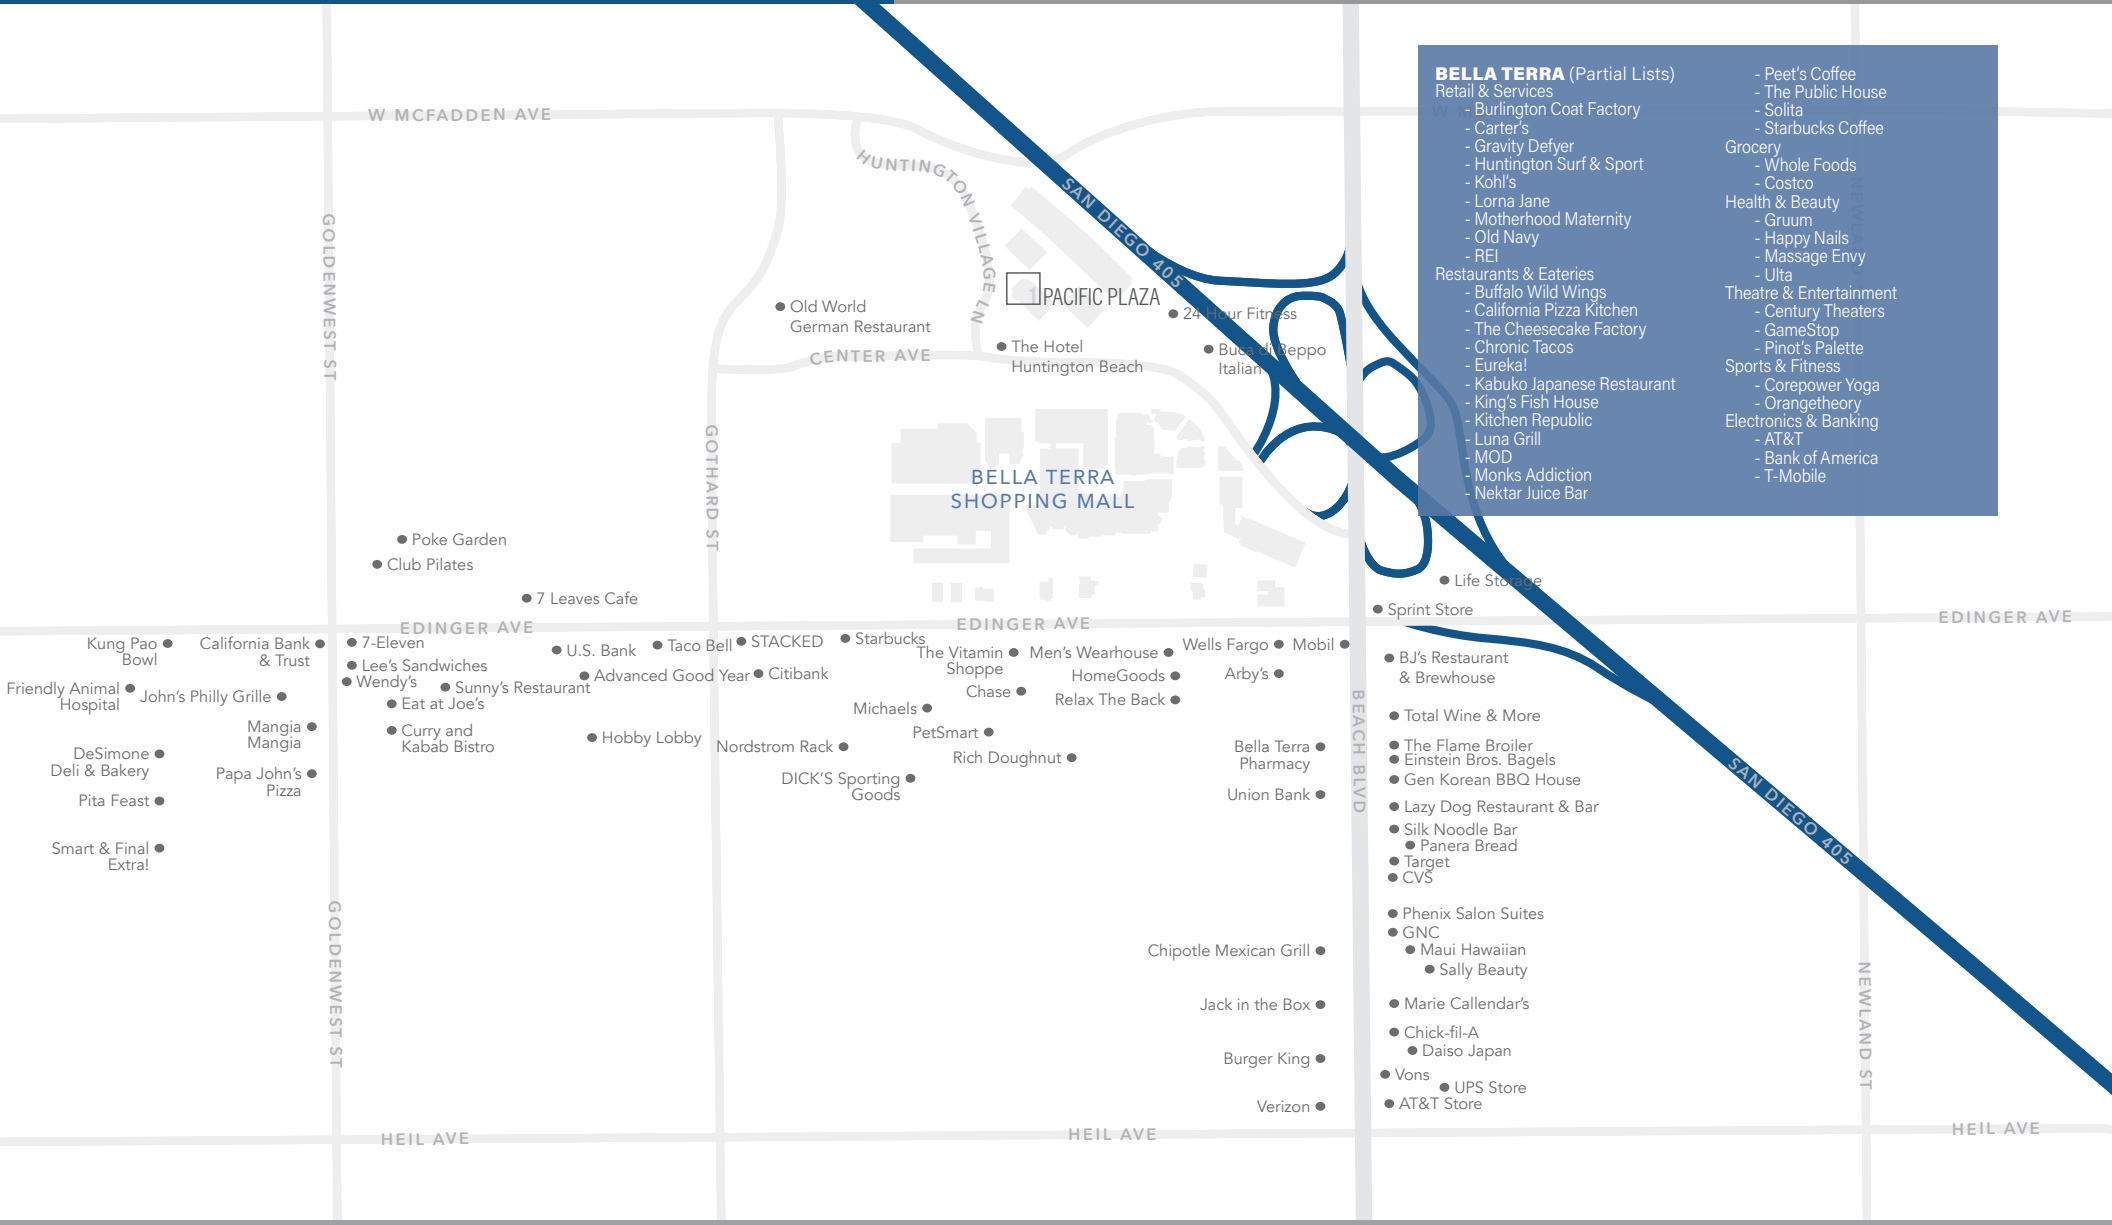 W MCFADDEN AVE
HUNTINGTON VILLAGE LN
SAN DIEGO 405
GOLDENWEST ST
GOTHARD ST
PACIFIC PLAZA
Old World
German Restaurant
CENTER AVE
The Hotel
Huntington Beach
24 Hour Fitness
Buca di Beppo
Italian
BELLA TERRA
SHOPPING MALL
BELLA TERRA (Partial Lists)
Retail & Services
- Burlington Coat Factory
- Carter's
- Gravity Defyer
- Huntington Surf & Sport
- Kohl's
- Lorna Jane
- Motherhood Maternity
- Old Navy
- REI
Restaurants & Eateries
- Buffalo Wild Wings
- California Pizza Kitchen
- The Cheesecake Factory
- Chronic Tacos
- Eureka!
- Kabuko Japanese Restaurant
- King's Fish House
- Kitchen Republic
- Luna Grill
- MOD
- Monks Addiction
- Nektar Juice Bar
- Peet's Coffee
- The Public House
- Solita
- Starbucks Coffee
Grocery
- Whole Foods
- Costco
Health & Beauty
- Gruum
- Happy Nails
- Massage Envy
- Ulta
Theatre & Entertainment
- Century Theaters
- GameStop
- Pinot's Palette
Sports & Fitness
- Corepower Yoga
- Orangetheory
Electronics & Banking
- AT&T
- Bank of America
- T-Mobile
Poke Garden
Club Pilates
7 Leaves Cafe
Life Storage
Sprint Store
EDINGER AVE
EDINGER AVE
EDINGER AVE
Kung Pao
Bowl
California Bank
& Trust
7-Eleven
Lee's Sandwiches
Wendy's
Sunny's Restaurant
Eat at Joe's
Curry and
Kabab Bistro
Friendly Animal
Hospital
John's Philly Grille
Mangia
Mangia
DeSimone
Deli & Bakery
Papa John's
Pizza
Pita Feast
Smart & Final
Extra!
U.S. Bank
Taco Bell
STACKED
Starbucks
Advanced Good Year
Citibank
Hobby Lobby
The Vitamin
Shoppe
Men's Wearhouse
Wells Fargo
Mobil
HomeGoods
Arby's
Chase
Relax The Back
Michaels
PetSmart
Nordstrom Rack
Rich Doughnut
DICK'S Sporting
Goods
Bella Terra
Pharmacy
Union Bank
BEACH BLVD
BJ's Restaurant
& Brewhouse
Total Wine & More
The Flame Broiler
Einstein Bros. Bagels
Gen Korean BBQ House
Lazy Dog Restaurant & Bar
Silk Noodle Bar
Panera Bread
Target
CVS
Phenix Salon Suites
GNC
Maui Hawaiian
Sally Beauty
Marie Callendar's
Chick-fil-A
Daiso Japan
Vons
UPS Store
AT&T Store
Chipotle Mexican Grill
Jack in the Box
Burger King
Verizon
SAN DIEGO 405
GOLDENWEST ST
NEWLAND ST
HEIL AVE
HEIL AVE
HEIL AVE